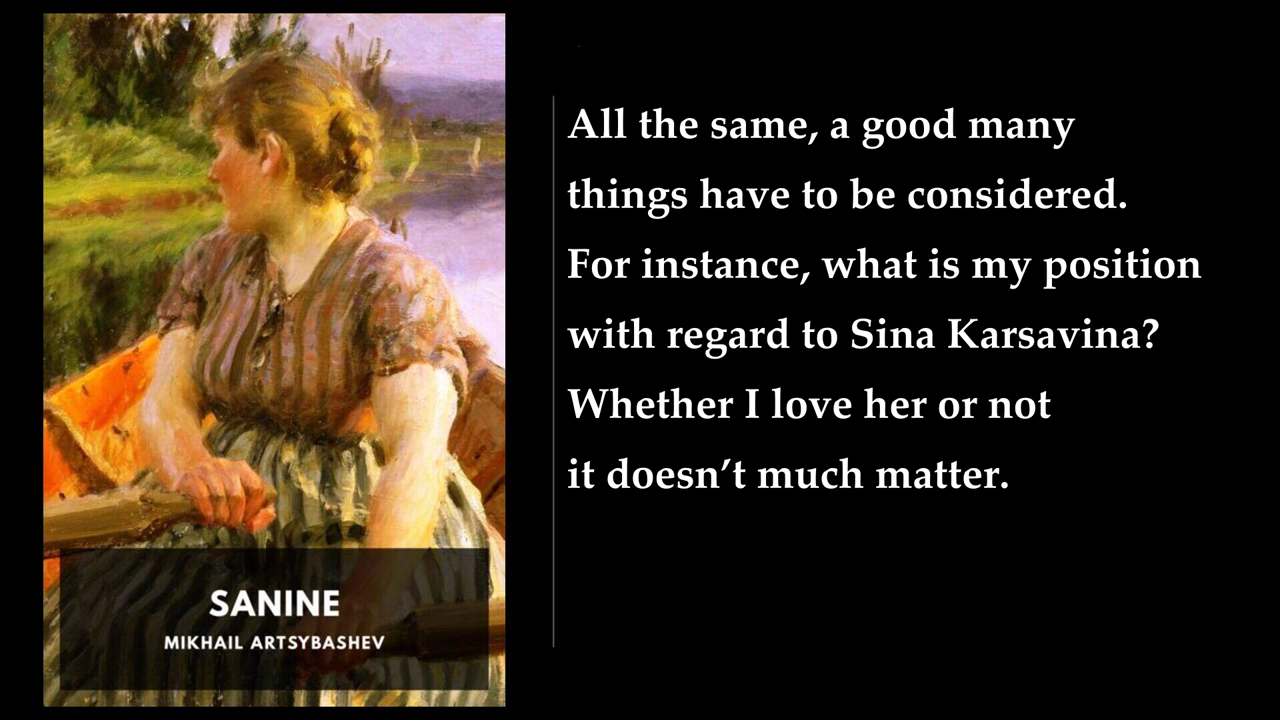 SANINE
MIKHAIL ARTSYBASHEV
All the same, a good many
things have to be considered.
For instance, what is my position
with regard to Sina Karsavina?
Whether I love her or not
it doesn’t much matter.